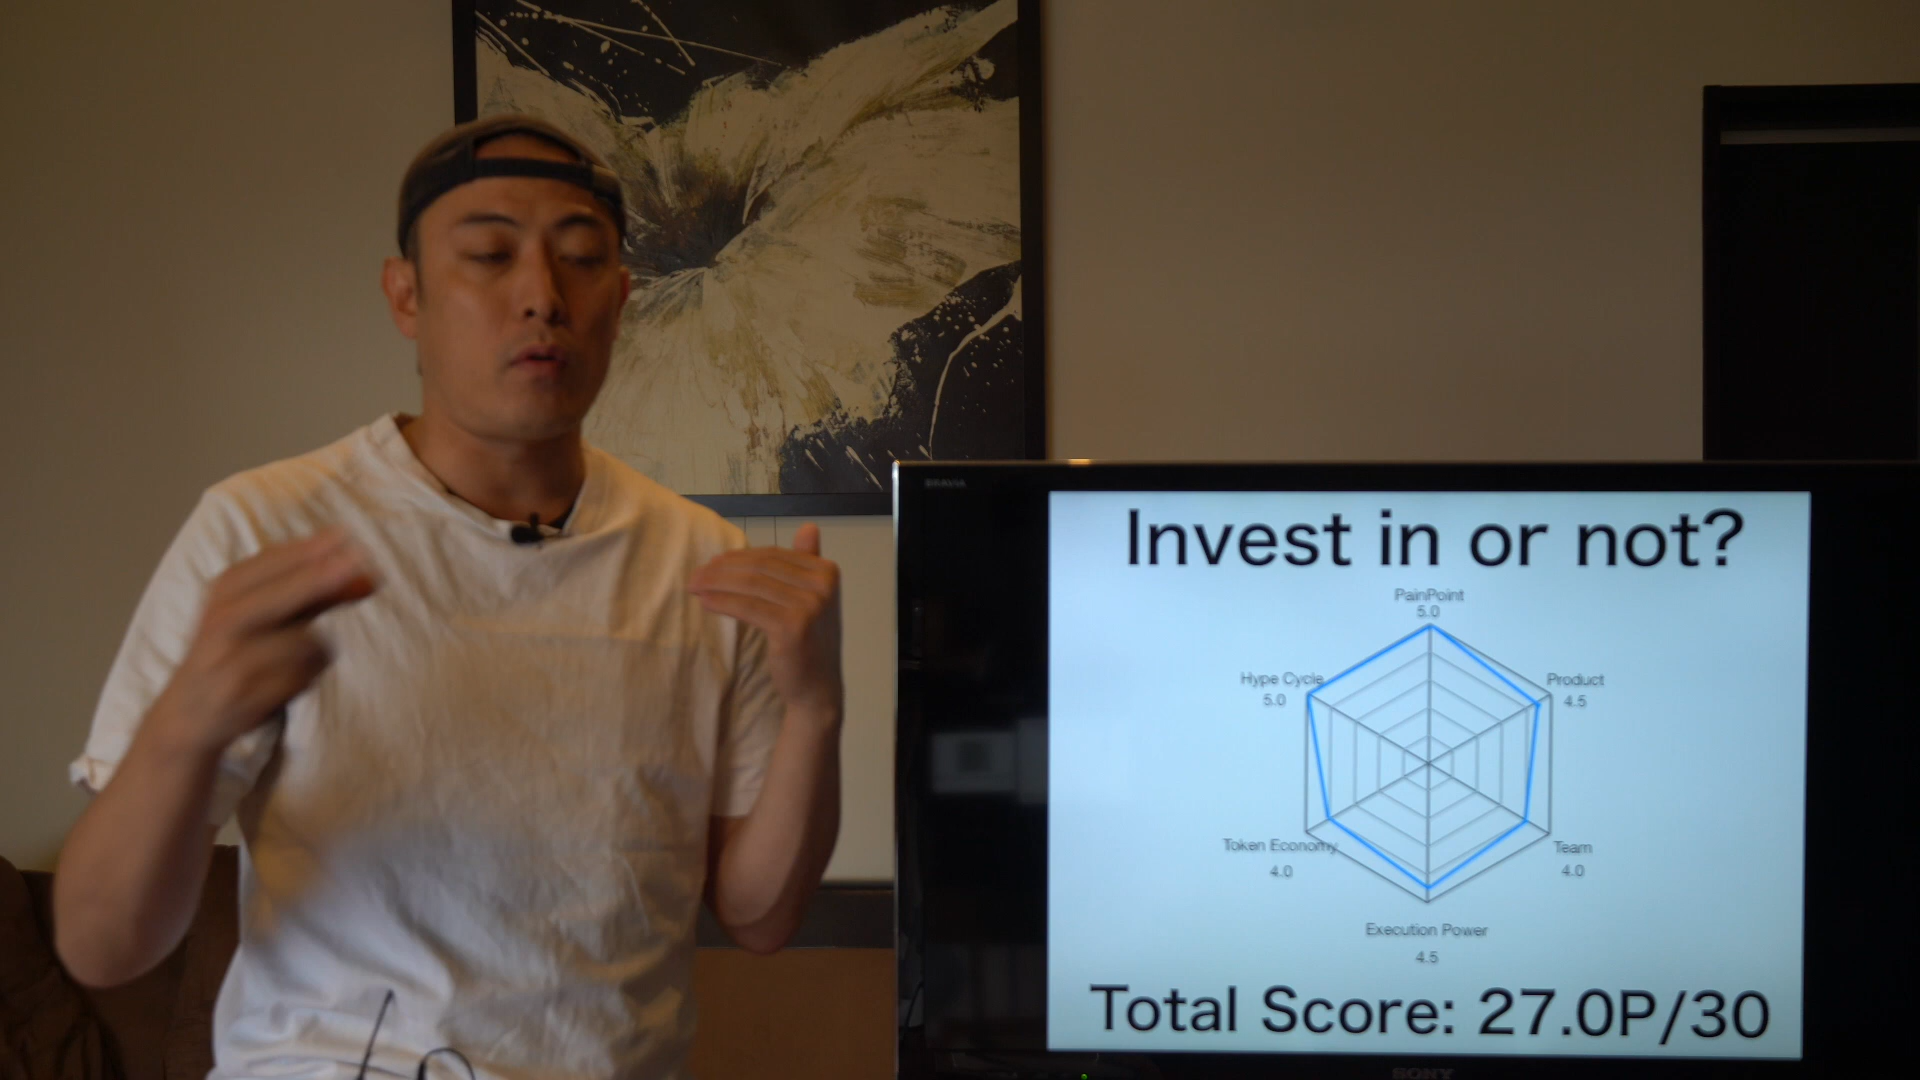 BRAVIA
Invest in or not?
PainPoint
5.0
Hype Cycle
5.0
Product
4.5
Token Economy
4.0
Team
4.0
Execution Power
4.5
Total Score: 27.0P/30
SONY